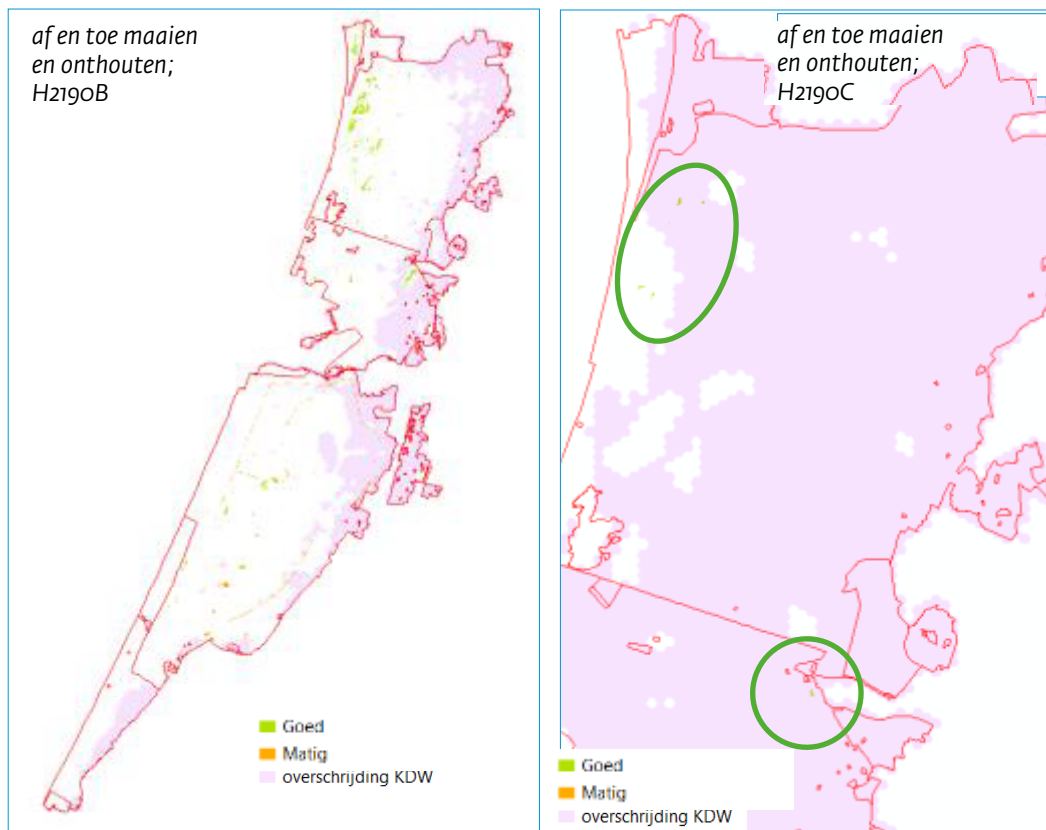 af en toe maaien
en onthouten;
H2190B
Goed
Matig
overschrijding KDW
af en toe maaien
en onthouten;
H2190C
Goed
Matig
overschrijding KDW